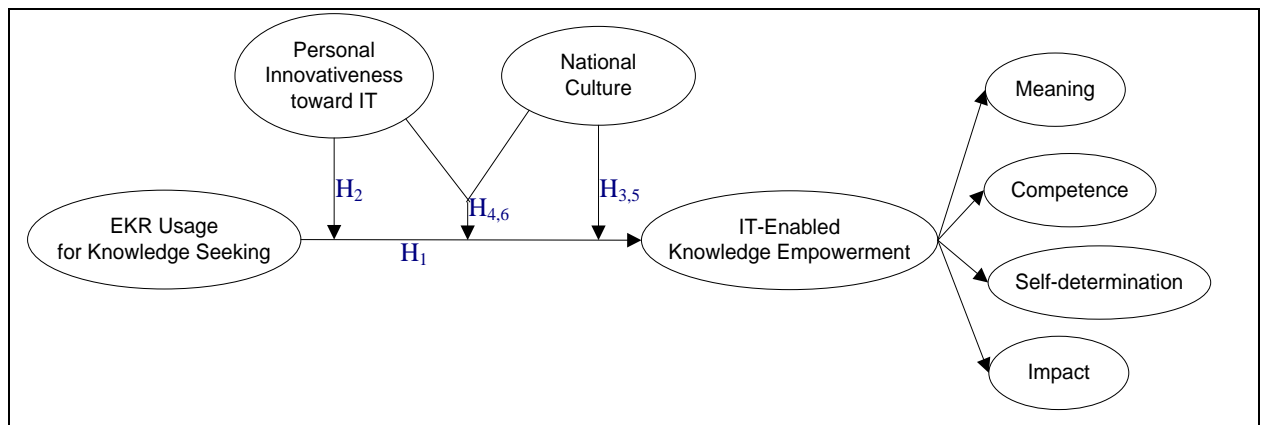 Personal
Innovativeness
toward IT
National
Culture
Meaning
H2
H4,6
H3,5
Competence
EKR Usage
for Knowledge Seeking
H1
IT-Enabled
Knowledge Empowerment
Self-determination
Impact